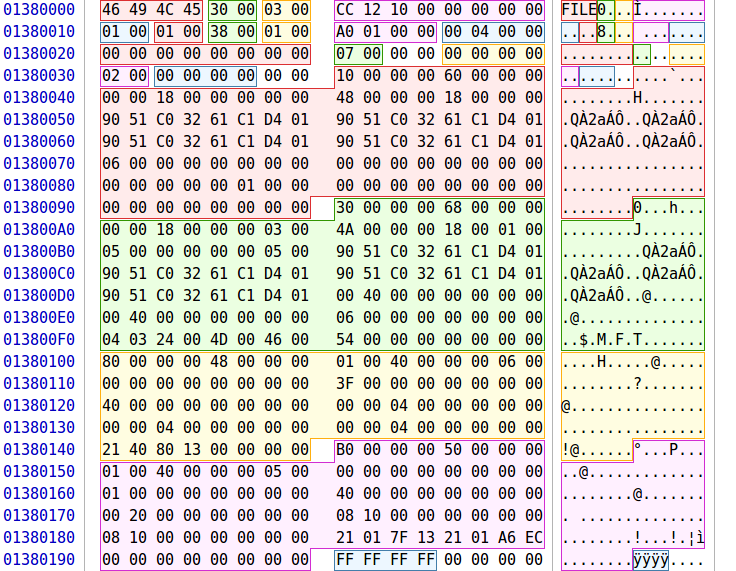 01380000 46 49 4C 45 30 00 03 00 CC 12 10 00 00 00 00 00 FILE0...Ì.......
01380010 01 00 01 00 38 00 01 00 A0 01 00 00 00 04 00 00 ....8... .......
01380020 00 00 00 00 00 00 00 00 07 00 00 00 00 00 00 00 ................
01380030 02 00 00 00 00 00 00 00 10 00 00 00 60 00 00 00 ............`...
01380040 00 00 18 00 00 00 00 00 48 00 00 00 18 00 00 00 ........H.......
01380050 90 51 C0 32 61 C1 D4 01 90 51 C0 32 61 C1 D4 01 .QÀ2aÁÔ..QÀ2aÁÔ.
01380060 90 51 C0 32 61 C1 D4 01 90 51 C0 32 61 C1 D4 01 .QÀ2aÁÔ..QÀ2aÁÔ.
01380070 06 00 00 00 00 00 00 00 00 00 00 00 00 00 00 00 ................
01380080 00 00 00 00 00 01 00 00 00 00 00 00 00 00 00 00 ................
01380090 00 00 00 00 00 00 00 00 30 00 00 00 68 00 00 00 ........0...h...
013800A0 00 00 18 00 00 00 03 00 4A 00 00 00 18 00 01 00 ........J.......
013800B0 05 00 00 00 00 00 05 00 90 51 C0 32 61 C1 D4 01 .........QÀ2aÁÔ.
013800C0 90 51 C0 32 61 C1 D4 01 90 51 C0 32 61 C1 D4 01 .QÀ2aÁÔ..QÀ2aÁÔ.
013800D0 90 51 C0 32 61 C1 D4 01 00 40 00 00 00 00 00 00 .QÀ2aÁÔ..@......
013800E0 00 40 00 00 00 00 00 00 06 00 00 00 00 00 00 00 .@..............
013800F0 04 03 24 00 4D 00 46 00 54 00 00 00 00 00 00 00 ..$.M.F.T.......
01380100 80 00 00 00 48 00 00 00 01 00 40 00 00 00 06 00 ....H.....@.....
01380110 00 00 00 00 00 00 00 00 3F 00 00 00 00 00 00 00 ........?.......
01380120 40 00 00 00 00 00 00 00 00 00 04 00 00 00 00 00 @...............
01380130 00 00 04 00 00 00 00 00 00 00 04 00 00 00 00 00 ................
01380140 21 40 80 13 00 00 00 00 B0 00 00 00 50 00 00 00 !@......°...P...
01380150 01 00 40 00 00 00 05 00 00 00 00 00 00 00 00 00 ..@.............
01380160 01 00 00 00 00 00 00 00 40 00 00 00 00 00 00 00 ........@.......
01380170 00 20 00 00 00 00 00 00 08 10 00 00 00 00 00 00 . ..............
01380180 08 10 00 00 00 00 00 00 21 01 7F 13 21 01 A6 EC ........!...!.¦ì
01380190 00 00 00 00 00 00 00 00 FF FF FF FF 00 00 00 00 ........ÿÿÿÿ....